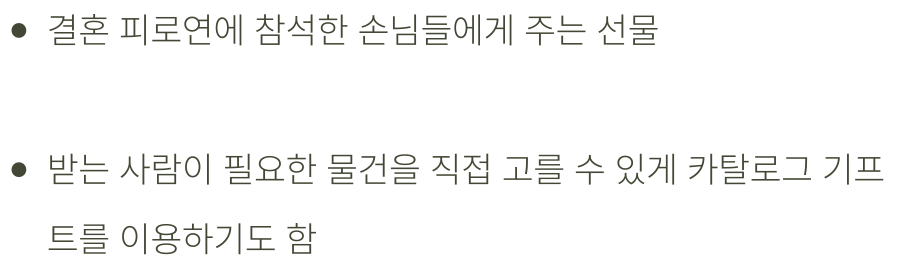 ● 결혼 피로연에 참석한 손님들에게 주는 선물
● 받는 사람이 필요한 물건을 직접 고를 수 있게 카탈로그 기프
트를 이용하기도 함